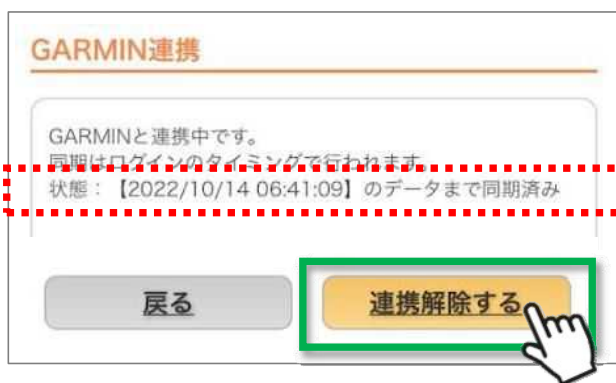 GARMIN連携
GARMINと連携中です。
同期はログインのタイミングで行われます。
状態：【2022/10/14 06:41:09】のデータまで同期済み
戻る
連携解除する